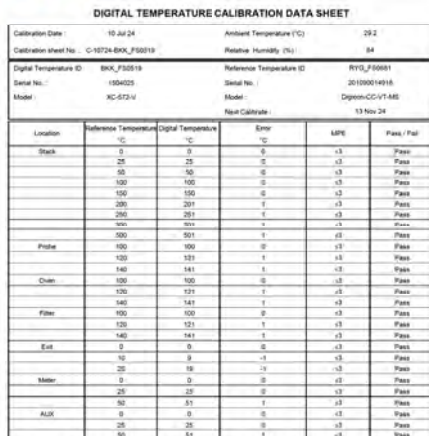 DIGITAL TEMPERATURE CALIBRATION DATA SHEET
Calibration Date : 10 Jul 24 Ambient Temperature (°C) : 29.2
Calibration sheet No : C-10724-BKK_FS0519 Relative Humidity (%) : 64
Digital Temperature ID : BKK_FS0519 Reference Temperature ID : RYG_FS0681
Serial No. : 1504025 Serial No. : 201090014916
Model : XC-572-V Model : Digicon-CC-VT-MS
Next Calibrate : 13 Nov 24
Location Reference Temperature Digital Temperature Error MPE Pass / Fail
°C °C °C
Stack 0 0 0 ±3 Pass
25 25 0 ±3 Pass
50 50 0 ±3 Pass
100 100 0 ±3 Pass
150 150 0 ±3 Pass
200 201 1 ±3 Pass
250 251 1 ±3 Pass
300 301 1 ±3 Pass
500 501 1 ±3 Pass
Probe 100 100 0 ±3 Pass
120 121 1 ±3 Pass
140 141 1 ±3 Pass
Oven 100 100 0 ±3 Pass
120 121 1 ±3 Pass
140 141 1 ±3 Pass
Filter 100 100 0 ±3 Pass
120 121 1 ±3 Pass
140 141 1 ±3 Pass
Exit 0 0 0 ±3 Pass
10 9 -1 ±3 Pass
20 19 -1 ±3 Pass
Meter 0 0 0 ±3 Pass
25 25 0 ±3 Pass
50 51 1 ±3 Pass
AUX 0 0 0 ±3 Pass
25 25 0 ±3 Pass
50 51 1 ±3 Pass